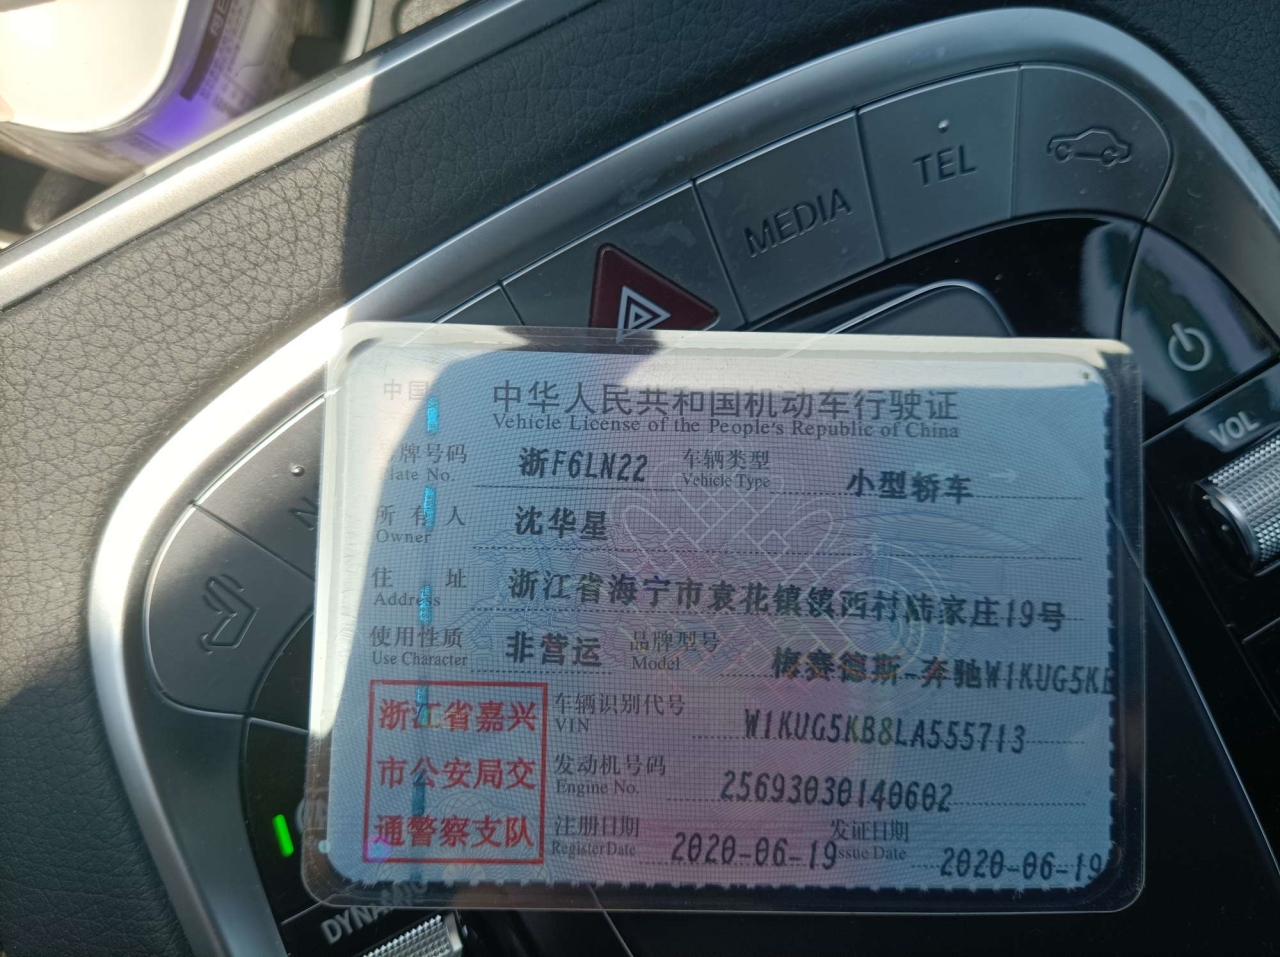 MEDIA
TEL
VOL
中国
中华人民共和国机动车行驶证
Vehicle License of the People's Republic of China
牌号码 浙F6LN22 车辆类型 小型轿车
No. Vehicle Type
所有人 沈华星
Owner
住址 浙江省海宁市袁花镇镇西村陆家庄19号
Address
使用性质 非营运 品牌型号 梅赛德斯-奔驰W1KUG5KB
Use Character Model
浙江省嘉兴
市公安局交
通警察支队
车辆识别代号 W1KUG5KB8LA555713
VIN
发动机号码 25693030140602
Engine No.
注册日期 2020-06-19 发证日期 2020-06-19
Register Date Issue Date
DYNAMIC